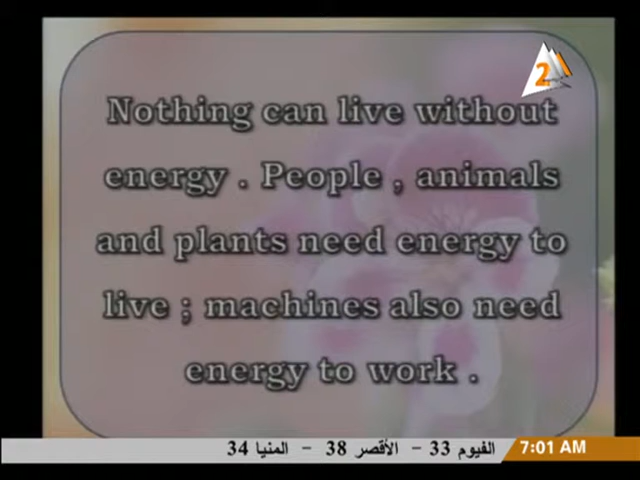 2
Nothing can live without
energy . People , animals
and plants need energy to
live ; machines also need
energy to work .
الفيوم 33 - الأقصر 38 - المنيا 34
7:01 AM